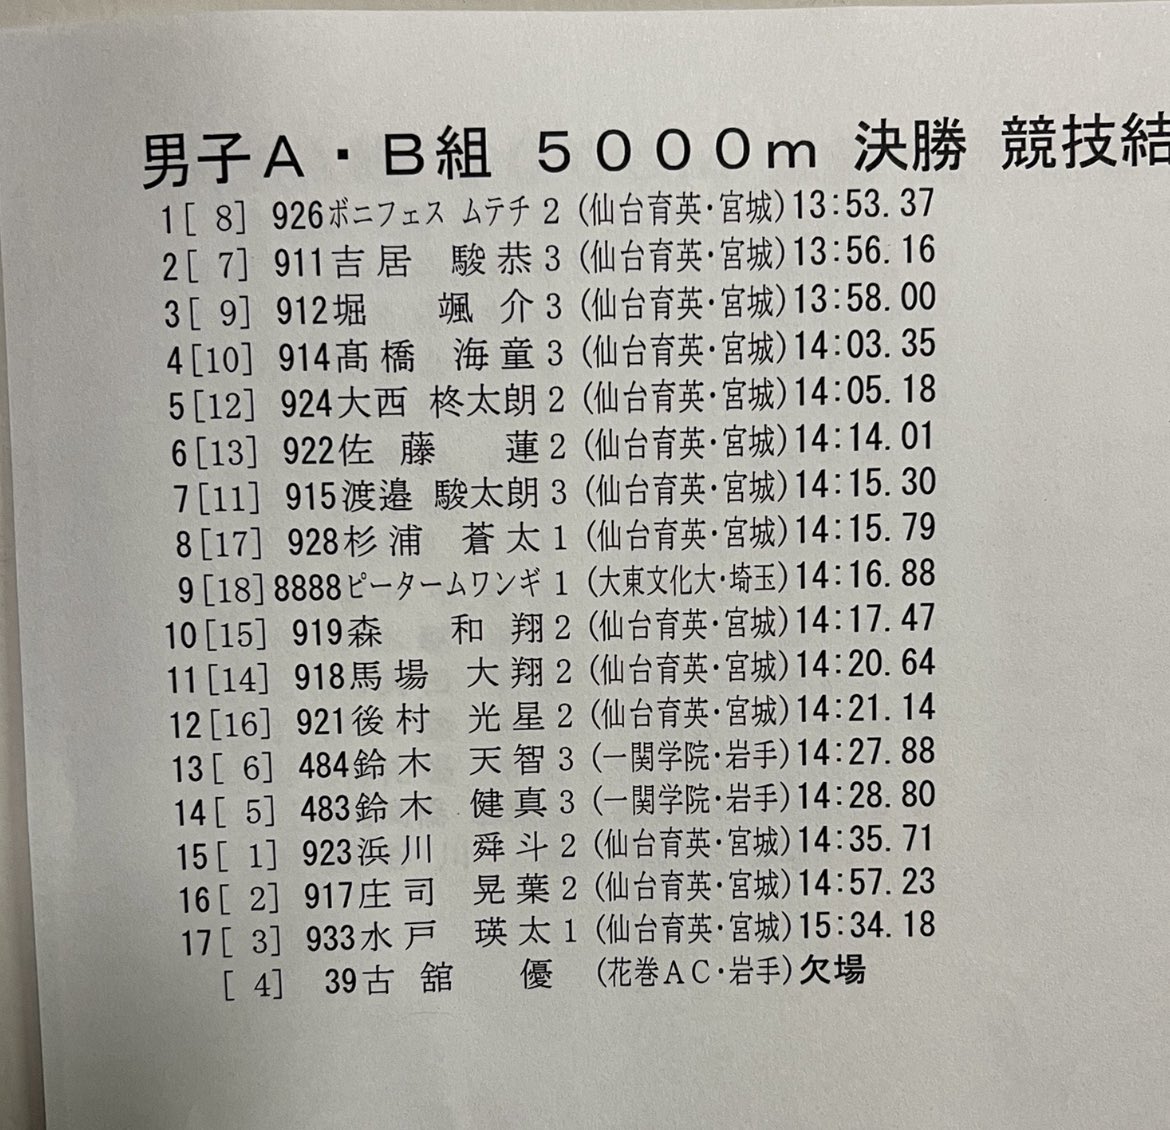 男子A・B組 5000m 決勝 競技結
1[ 8] 926ボニフェス ムテチ 2 (仙台育英・宮城)13:53.37
2[ 7] 911吉居 駿恭 3 (仙台育英・宮城)13:56.16
3[ 9] 912堀 颯介 3 (仙台育英・宮城)13:58.00
4[10] 914髙橋 海童 3 (仙台育英・宮城)14:03.35
5[12] 924大西 柊太朗 2 (仙台育英・宮城)14:05.18
6[13] 922佐藤 蓮 2 (仙台育英・宮城)14:14.01
7[11] 915渡邉 駿太朗 3 (仙台育英・宮城)14:15.30
8[17] 928杉浦 蒼太 1 (仙台育英・宮城)14:15.79
9[18] 8888ピータームワンギ 1 (大東文化大・埼玉)14:16.88
10[15] 919森 和翔 2 (仙台育英・宮城)14:17.47
11[14] 918馬場 大翔 2 (仙台育英・宮城)14:20.64
12[16] 921後村 光星 2 (仙台育英・宮城)14:21.14
13[ 6] 484鈴木 天智 3 (一関学院・岩手)14:27.88
14[ 5] 483鈴木 健真 3 (一関学院・岩手)14:28.80
15[ 1] 923浜川 舜斗 2 (仙台育英・宮城)14:35.71
16[ 2] 917庄司 晃葉 2 (仙台育英・宮城)14:57.23
17[ 3] 933水戸 瑛太 1 (仙台育英・宮城)15:34.18
[ 4] 39古舘 優 (花巻AC・岩手)欠場